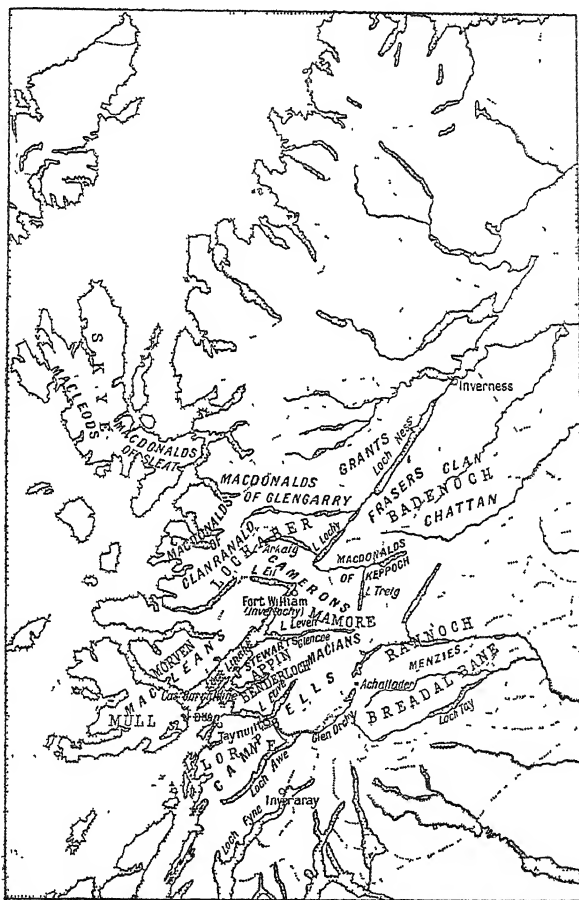 SKYE
MACLEODS
MACDONALDS
OF SLEAT
Inverness
GRANTS
Loch Ness
FRASERS
CLAN
BADENOCH
CHATTAN
MACDONALDS
OF GLENGARRY
MACDONALDS
OF
CLANRANALD
LOCHABER
L Arkaig
L Lochy
CAMERONS
L Eil
MACDONALDS
OF KEPPOCH
L Treig
Fort William
(Inverlochy)
MAMORE
L Leven
Glencoe
MACIANS
STEWARTS
APPIN
BENDERLOCH
L Etive
RANNOCH
MENZIES
Achallader
BREADALBANE
Loch Tay
Glen Orchy
MORVEN
MACLEAN
MULL
Taynuilt
LORN
CAMPBELLS
Loch Awe
Inveraray
Loch Fyne